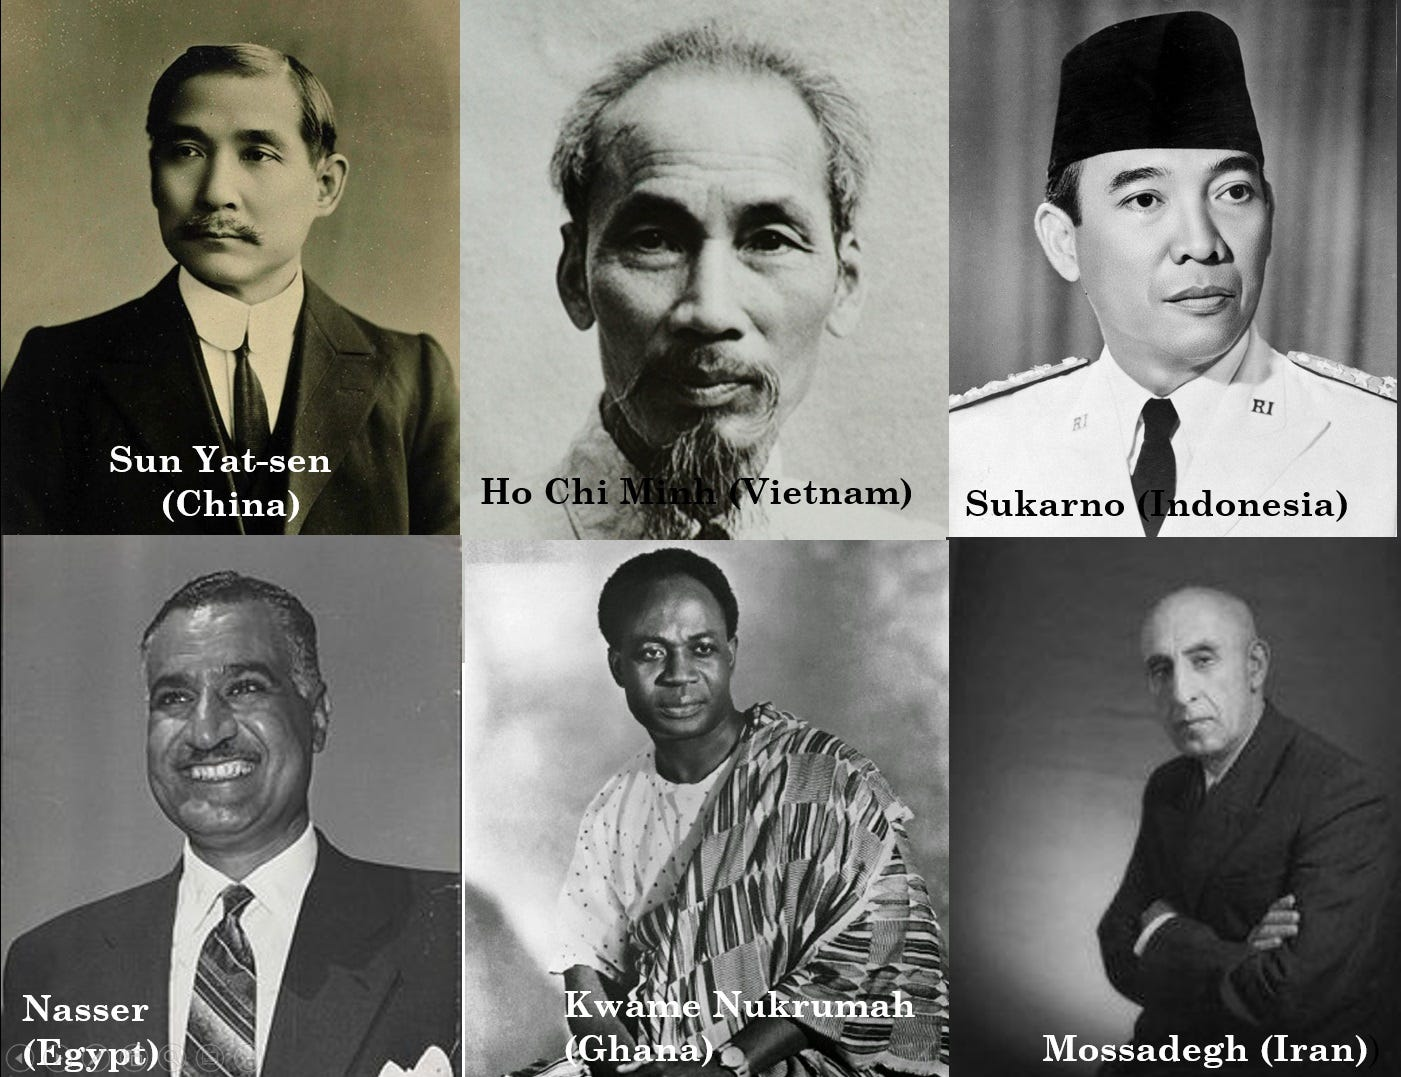 Sun Yat-sen
(China)
Ho Chi Minh (Vietnam)
RI
RI
Sukarno (Indonesia)
Nasser
(Egypt)
Kwame Nukrumah
(Ghana)
Mossadegh (Iran)